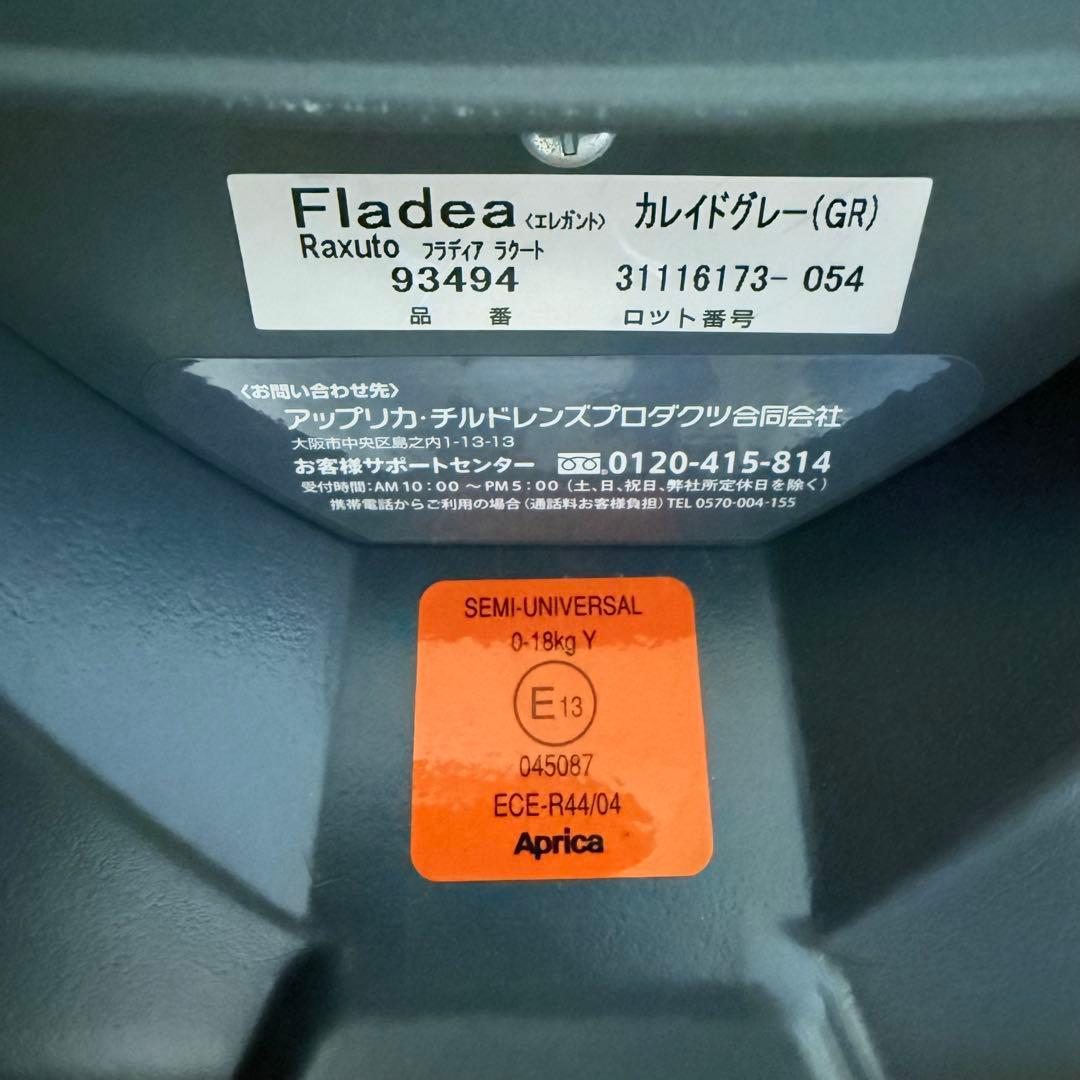 Fladea〈エレガント〉 カレイドグレー(GR)
Raxuto フラディア ラクート
93494 31116173-054
品番 ロット番号
〈お問い合わせ先〉
アップリカ・チルドレンズプロダクツ合同会社
大阪市中央区島之内1-13-13
お客様サポートセンター 0120-415-814
受付時間:AM10:00 ~PM5:00(土、日、祝日、弊社所定休日を除く)
携帯電話からご利用の場合(通話料お客様負担)TEL 0570-004-155
SEMI-UNIVERSAL
0-18kg Y
E 13
045087
ECE-R44/04
Aprica